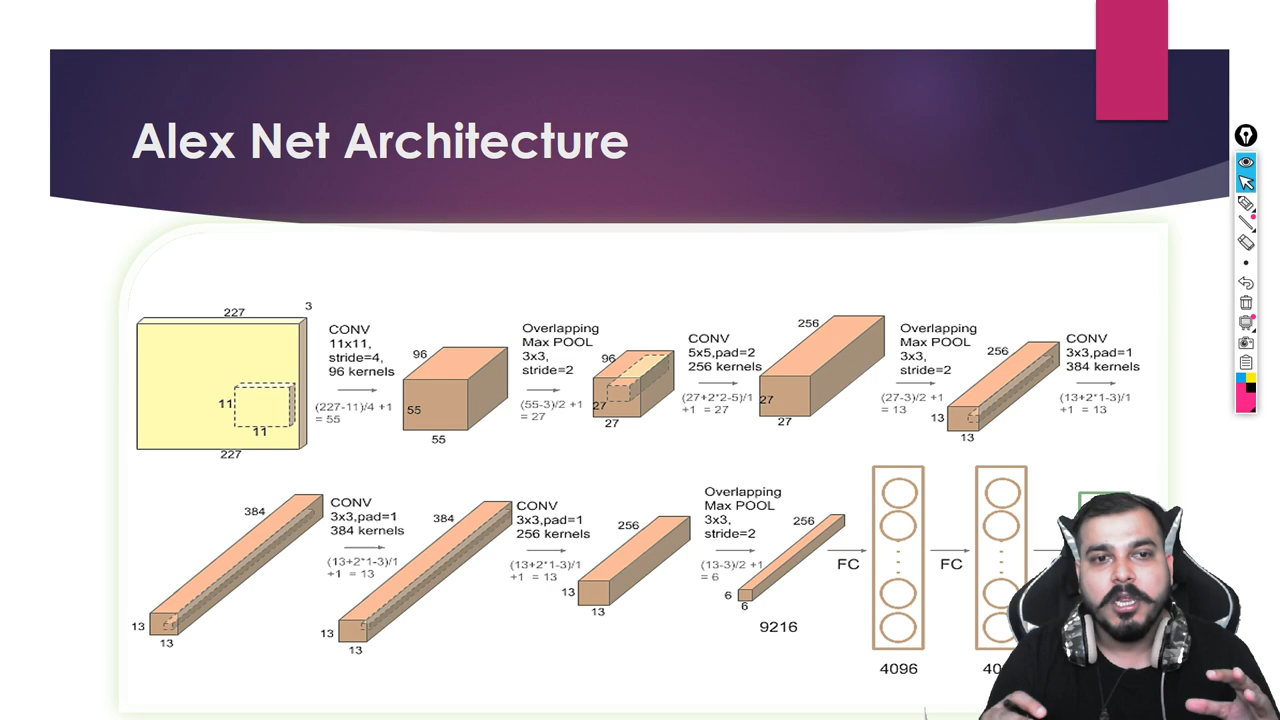 Alex Net Architecture
227
3
11
11
227
CONV
11x11,
stride=4,
96 kernels
(227-11)/4 +1
= 55
96
55
55
Overlapping
Max POOL
3x3,
stride=2
(55-3)/2 +1
= 27
96
27
27
CONV
5x5,pad=2
256 kernels
(27+2*2-5)/1
+1 = 27
256
27
27
Overlapping
Max POOL
3x3,
stride=2
(27-3)/2 +1
= 13
256
13
13
CONV
3x3,pad=1
384 kernels
(13+2*1-3)/1
+1 = 13
384
13
13
CONV
3x3,pad=1
384 kernels
(13+2*1-3)/1
+1 = 13
384
13
13
CONV
3x3,pad=1
256 kernels
(13+2*1-3)/1
+1 = 13
256
13
13
Overlapping
Max POOL
3x3,
stride=2
(13-3)/2 +1
= 6
256
6
6
9216
FC
4096
FC